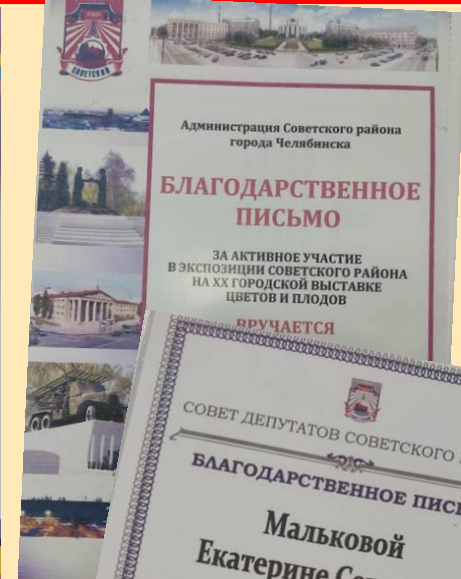 СОВЕТСКИЙ
Администрация Советского района
города Челябинска
БЛАГОДАРСТВЕННОЕ
ПИСЬМО
ЗА АКТИВНОЕ УЧАСТИЕ
В ЭКСПОЗИЦИИ СОВЕТСКОГО РАЙОНА
НА XX ГОРОДСКОЙ ВЫСТАВКЕ
ЦВЕТОВ И ПЛОДОВ
ВРУЧАЕТСЯ
СОВЕТ ДЕПУТАТОВ СОВЕТСКОГО
БЛАГОДАРСТВЕННОЕ
Мальковой
Екатерине